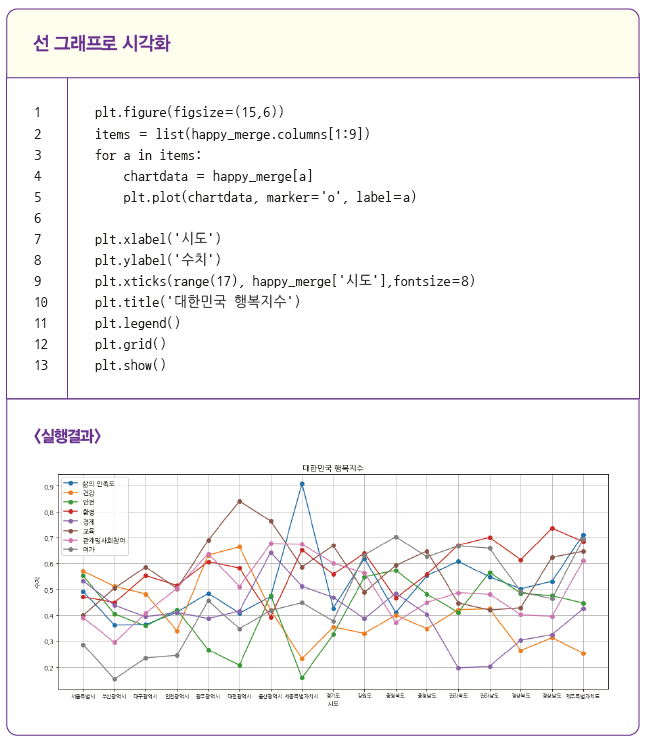 선 그래프로 시각화
1 plt.figure(figsize=(15,6))
2 items = list(happy_merge.columns[1:9])
3 for a in items:
4 chartdata = happy_merge[a]
5 plt.plot(chartdata, marker='o', label=a)
6
7 plt.xlabel('시도')
8 plt.ylabel('수치')
9 plt.xticks(range(17), happy_merge['시도'],fontsize=8)
10 plt.title('대한민국 행복지수')
11 plt.legend()
12 plt.grid()
13 plt.show()
<실행결과>
대한민국 행복지수
삶의 만족도
건강
안전
환경
경제
교육
관계및사회참여
여가
0.9
0.8
0.7
0.6
0.5
0.4
0.3
0.2
수치
서울특별시 부산광역시 대구광역시 인천광역시 광주광역시 대전광역시 울산광역시 세종특별자치시 경기도 강원도 충청북도 충청남도 전라북도 전라남도 경상북도 경상남도 제주특별자치도
시도